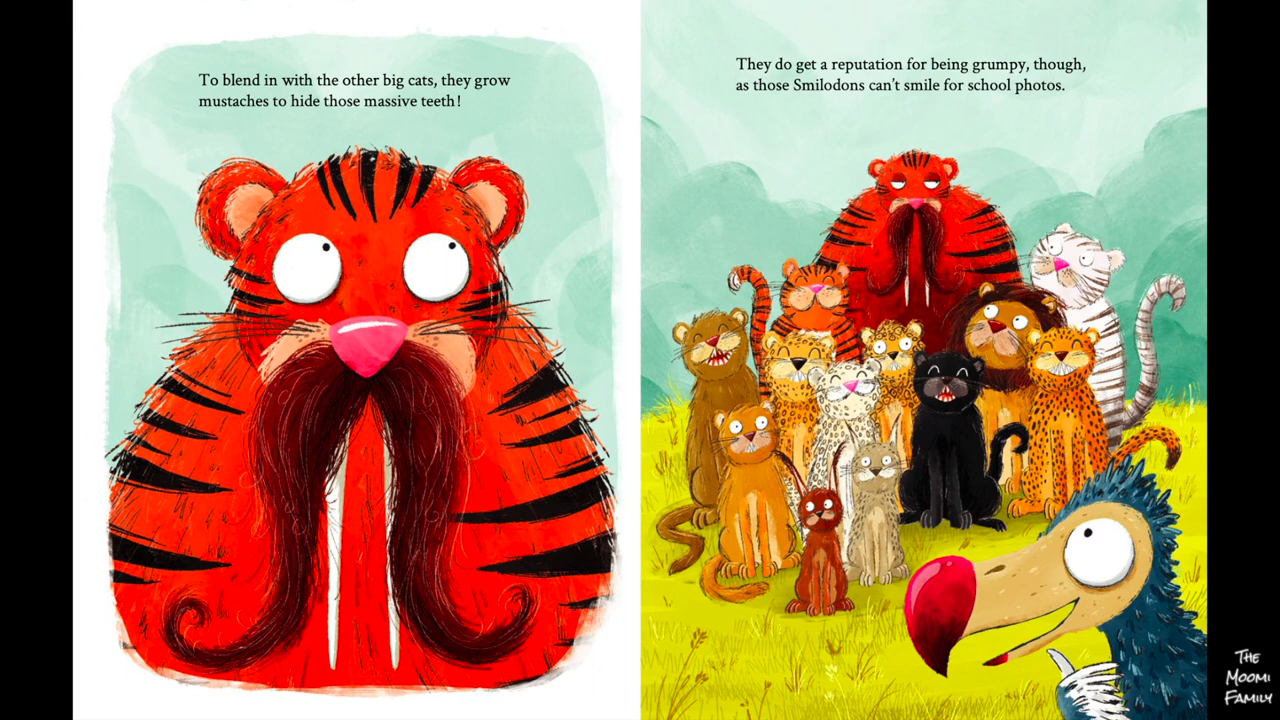 To blend in with the other big cats, they grow
mustaches to hide those massive teeth!
They do get a reputation for being grumpy, though,
as those Smilodons can’t smile for school photos.
THE
MOOMI
FAMILY